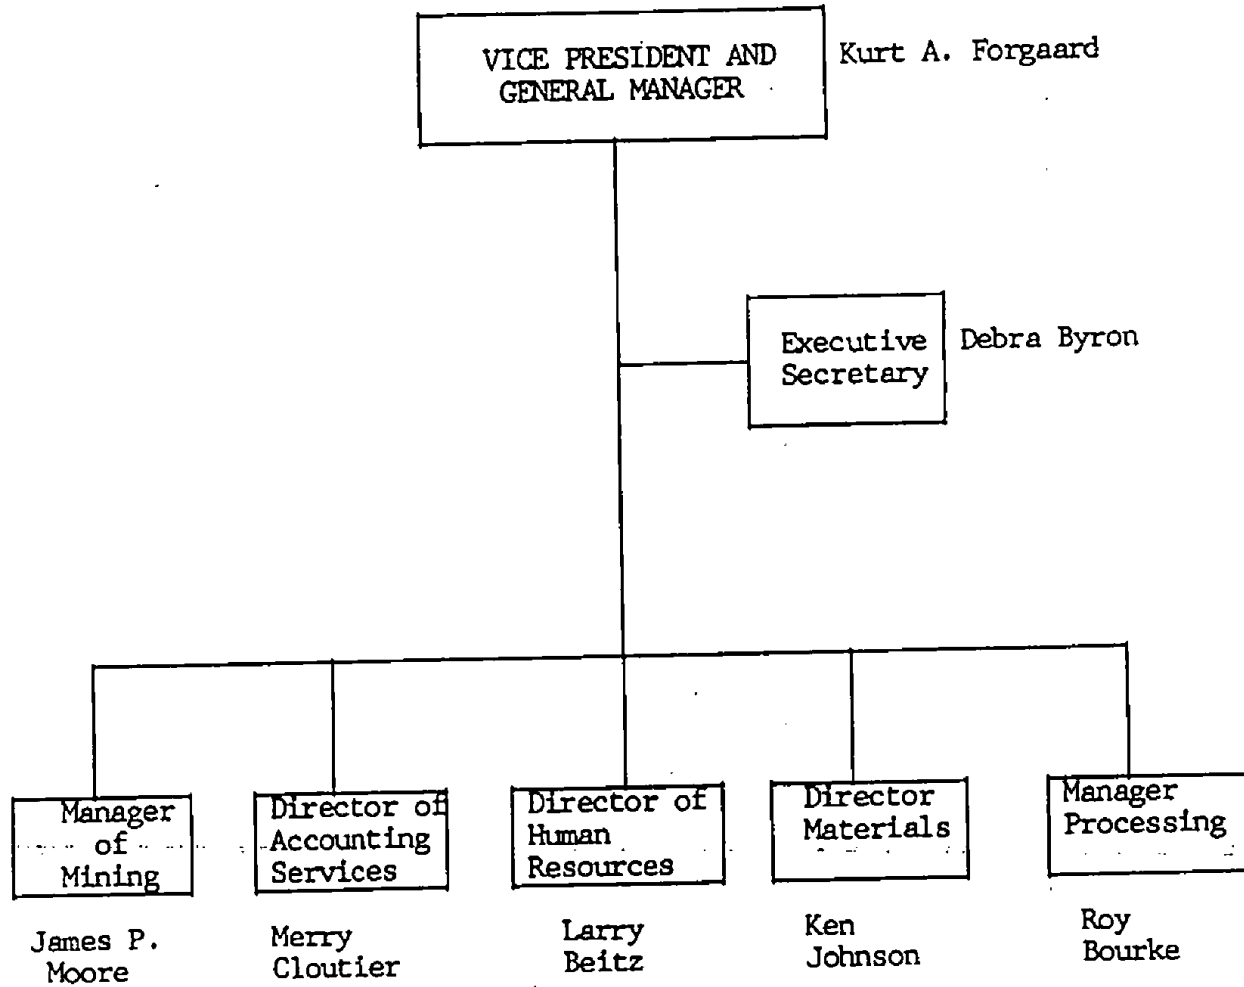 VICE PRESIDENT AND
GENERAL MANAGER
Kurt A. Forgaard
Executive
Secretary
Debra Byron
Manager
of
Mining
Director of
Accounting
Services
Director of
Human
Resources
Director
Materials
Manager
Processing
James P.
Moore
Merry
Cloutier
Larry
Beitz
Ken
Johnson
Roy
Bourke